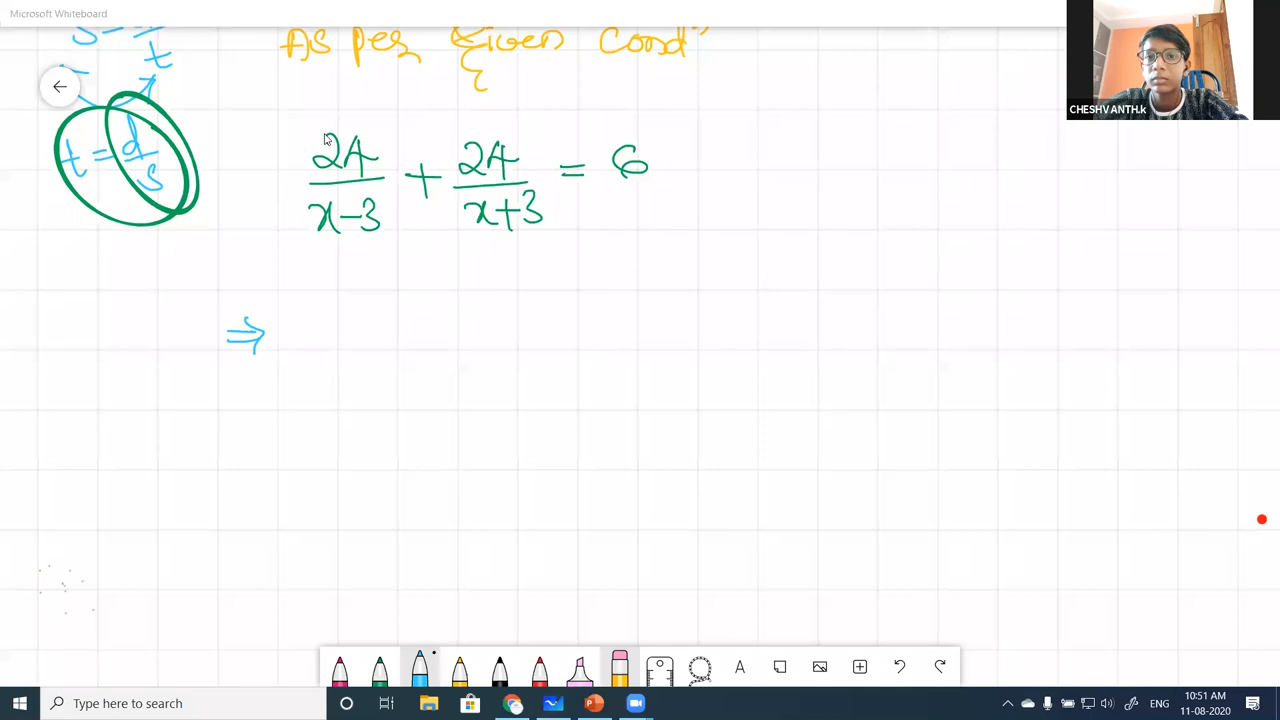 Microsoft Whiteboard
t
As per Given Condⁿ
CHESHVANTH.k
t = d/s
24/x-3 + 24/x+3 = 6
⇒
A
Type here to search
ENG
10:51 AM
11-08-2020